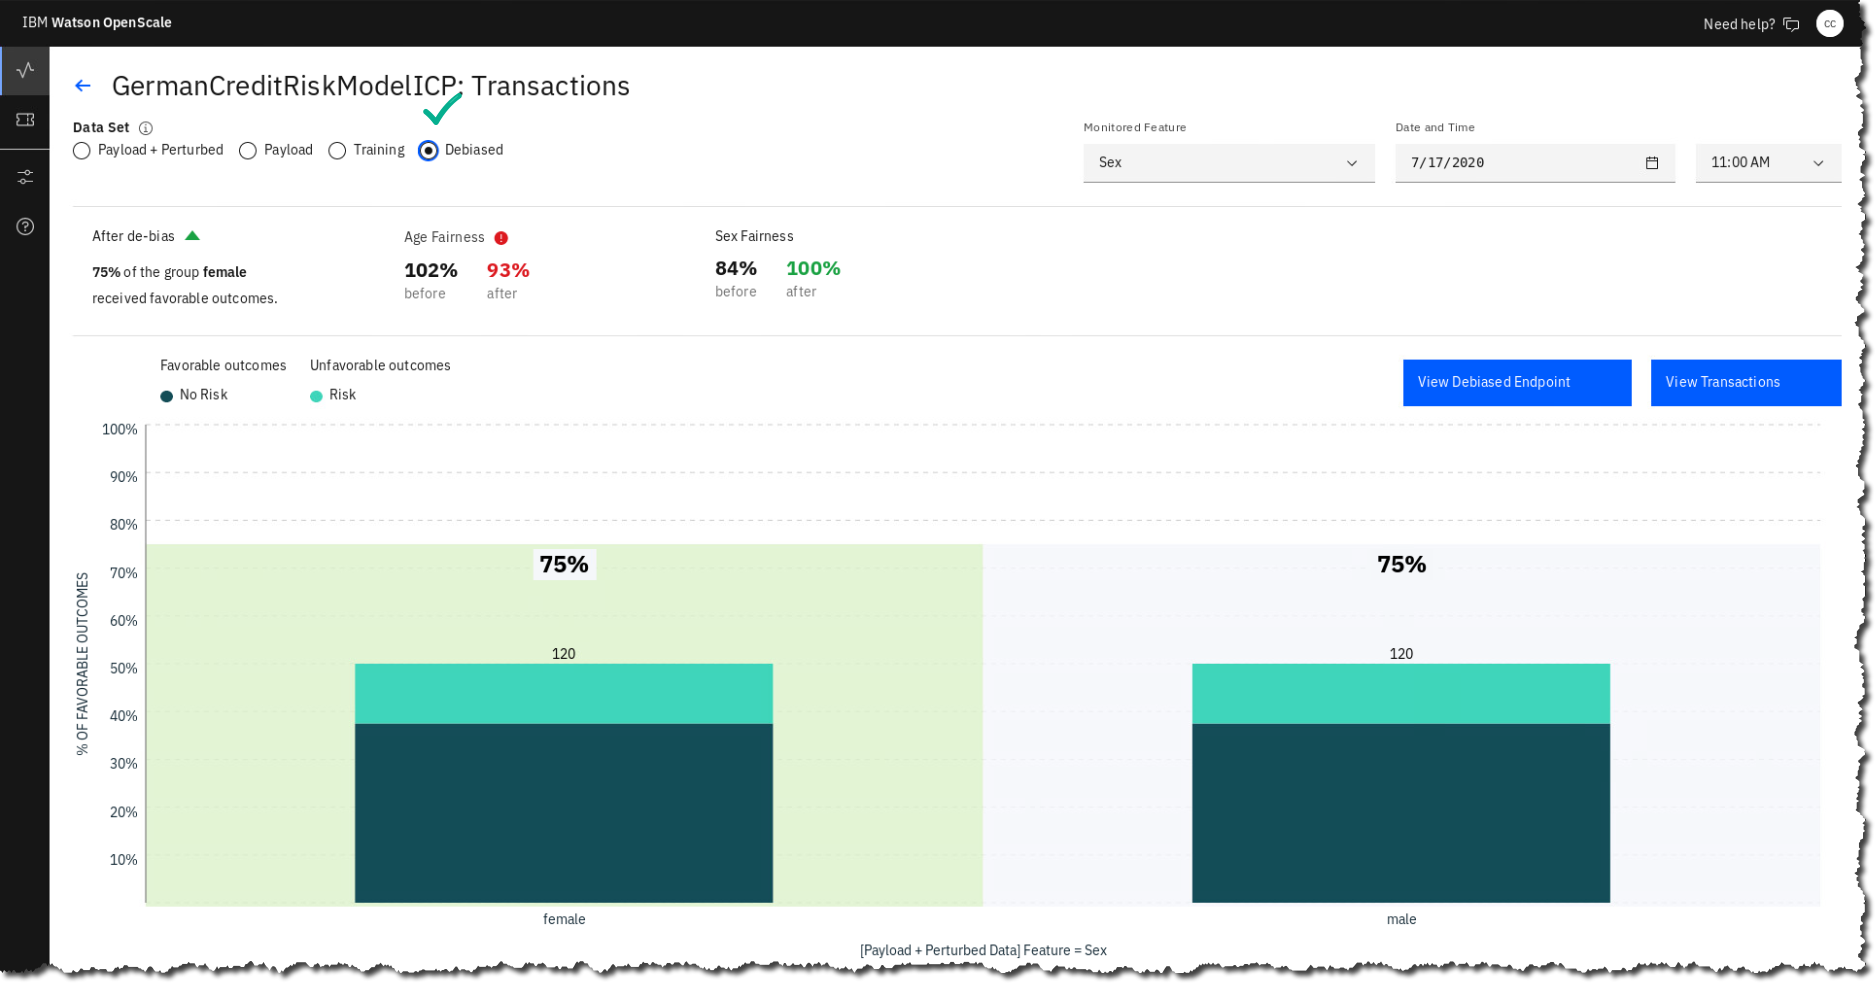 IBM Watson OpenScale
Need help?
CC
GermanCreditRiskModelICP: Transactions
Data Set
Payload + Perturbed Payload Training Debiased
Monitored Feature
Sex
Date and Time
7/17/2020
11:00 AM
After de-bias
75% of the group female
received favorable outcomes.
Age Fairness
102% 93%
before after
Sex Fairness
84% 100%
before after
Favorable outcomes
No Risk
Unfavorable outcomes
Risk
View Debiased Endpoint
View Transactions
% OF FAVORABLE OUTCOMES
100%
90%
80%
70%
60%
50%
40%
30%
20%
10%
75%
120
female
75%
120
male
[Payload + Perturbed Data] Feature = Sex